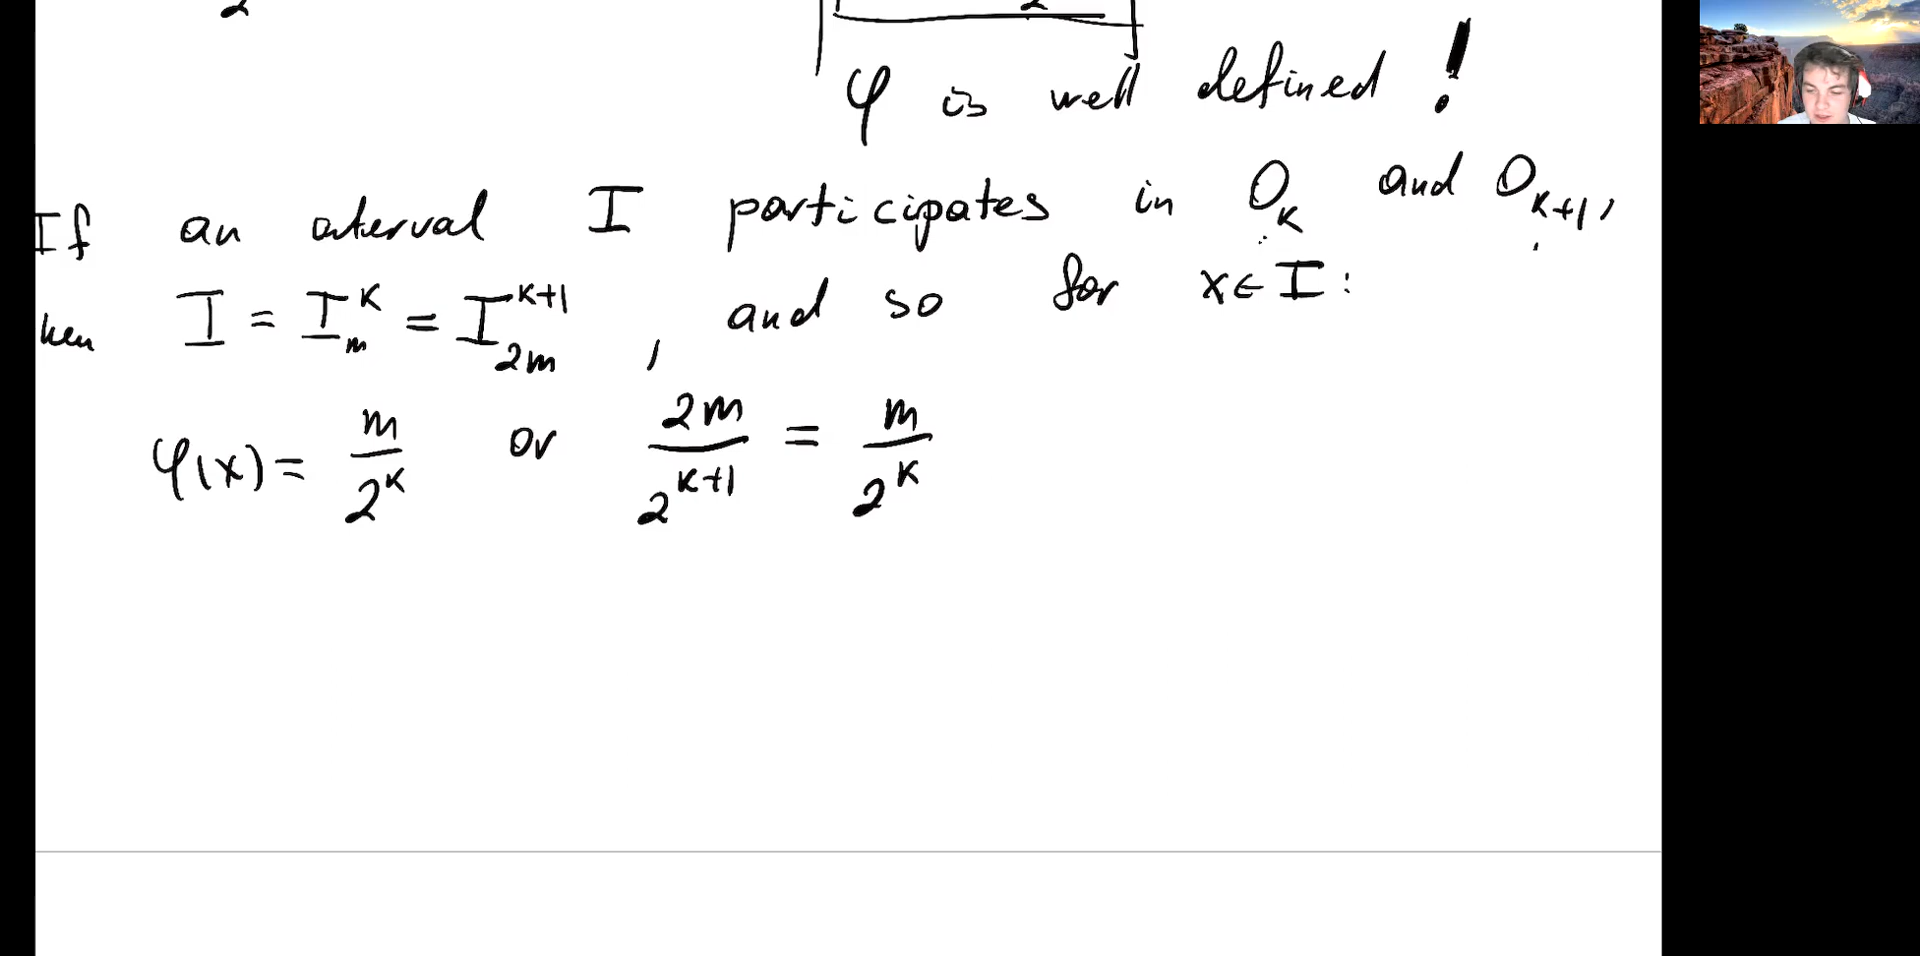 φ is well defined!
If an interval I participates in O_k and O_{k+1},
hen I = I_m^k = I_{2m}^{k+1}, and so for x ∈ I:
φ(x) = m/2^k or 2m/2^{k+1} = m/2^k